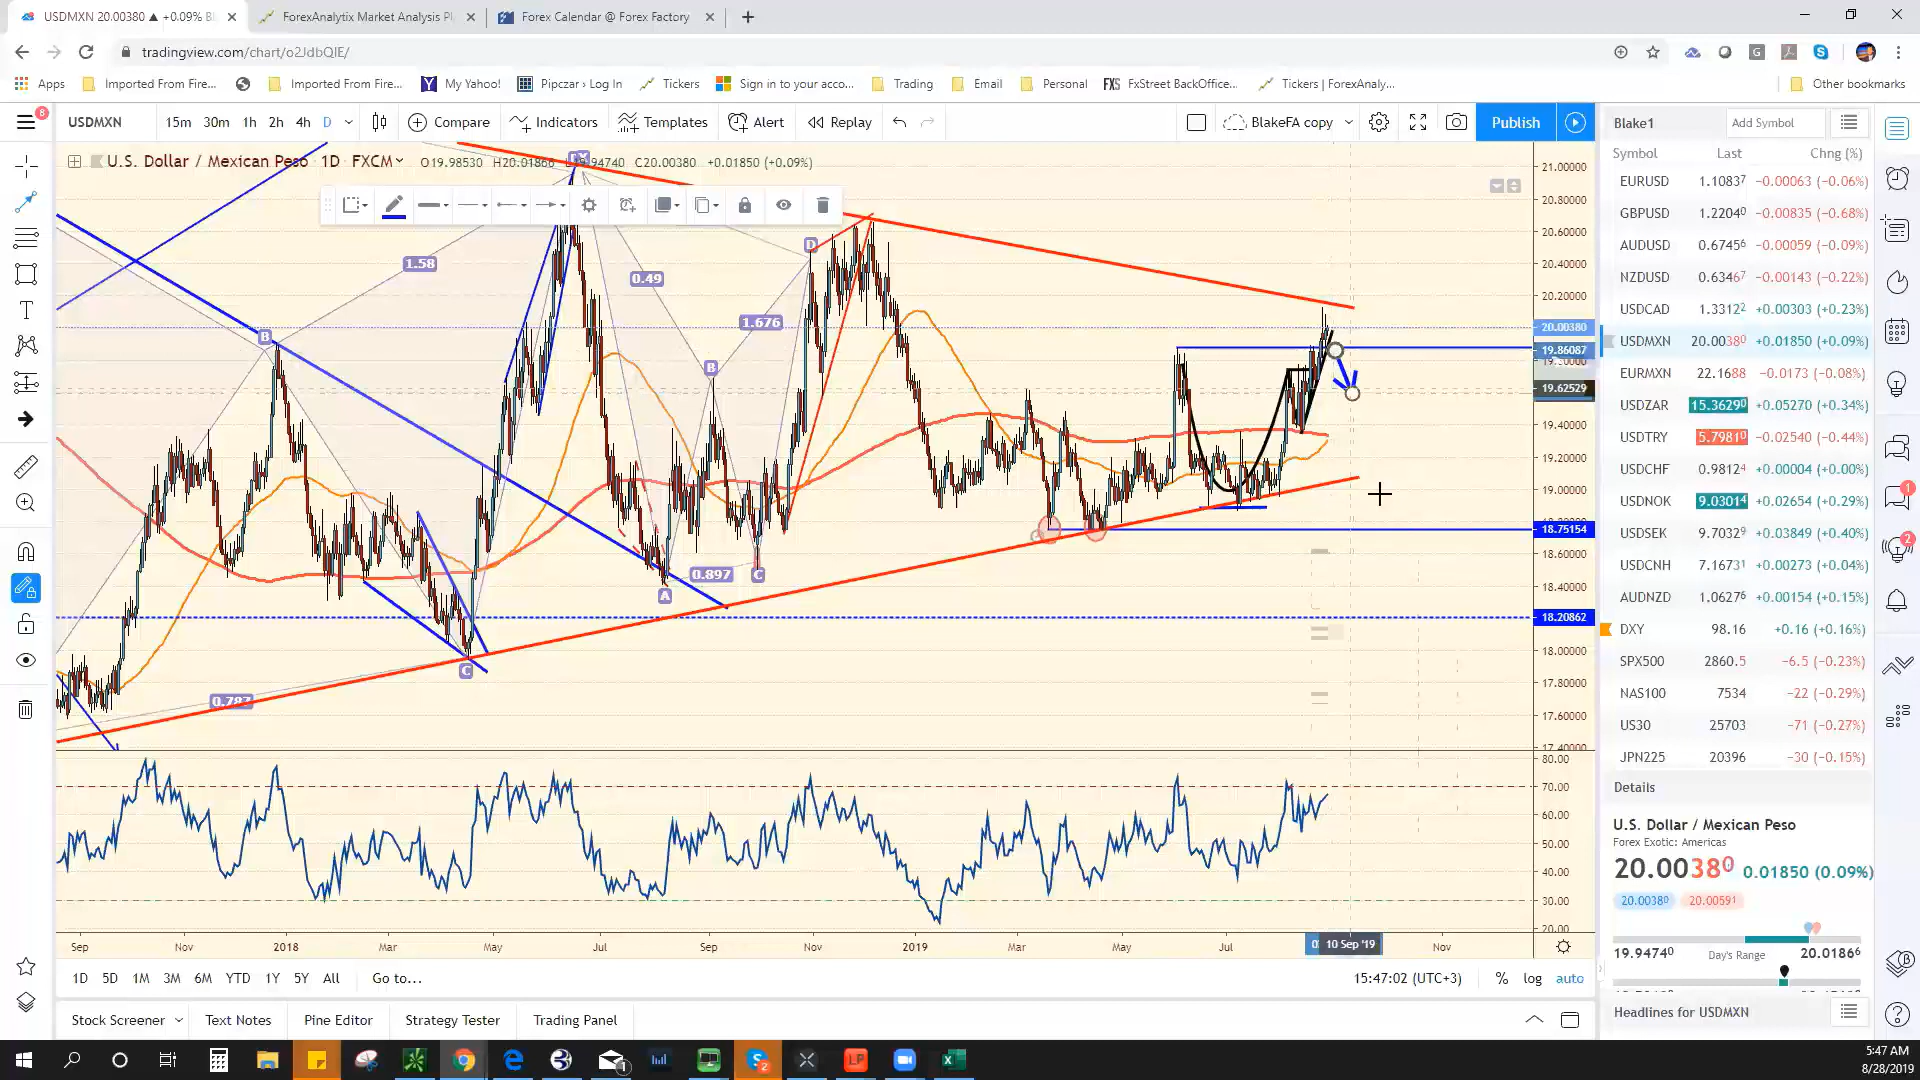 USDMXN 20.00380 ▲ +0.09% Bl
ForexAnalytix Market Analysis Pl
Forex Calendar @ Forex Factory
tradingview.com/chart/o2JdbQlE/
Apps
Imported From Fire...
Imported From Fire...
My Yahoo!
Pipczar › Log In
Tickers
Sign in to your acco...
Trading
Email
Personal
FXS FxStreet BackOffice...
Tickers | ForexAnaly...
Other bookmarks
8
USDMXN
15m 30m 1h 2h 4h D
Compare
Indicators
Templates
Alert
Replay
BlakeFA copy
Publish
U.S. Dollar / Mexican Peso 1D FXCM
O19.98530 H20.01866 L19.94740 C20.00380 +0.01850 (+0.09%)
21.00000
20.80000
20.60000
20.40000
20.20000
20.00380
19.86087
19.62529
19.40000
19.20000
19.00000
18.75154
18.60000
18.40000
18.20862
18.00000
17.80000
17.60000
17.40000
B
1.58
0.49
1.676
D
B
A
0.897
C
C
0.787
80.00
70.00
60.00
50.00
40.00
30.00
20.00
Sep Nov 2018 Mar May Jul Sep Nov 2019 Mar May Jul 10 Sep '19 Nov
1D 5D 1M 3M 6M YTD 1Y 5Y All Go to...
15:47:02 (UTC+3) % log auto
Stock Screener Text Notes Pine Editor Strategy Tester Trading Panel
Blake1
Add Symbol
Symbol Last Chng (%)
EURUSD 1.10837 −0.00063 (−0.06%)
GBPUSD 1.22040 −0.00835 (−0.68%)
AUDUSD 0.67456 −0.00059 (−0.09%)
NZDUSD 0.63467 −0.00143 (−0.22%)
USDCAD 1.33122 +0.00303 (+0.23%)
USDMXN 20.00380 +0.01850 (+0.09%)
EURMXN 22.1688 −0.0173 (−0.08%)
USDZAR 15.36290 +0.05270 (+0.34%)
USDTRY 5.79810 −0.02540 (−0.44%)
USDCHF 0.98124 +0.00004 (+0.00%)
USDNOK 9.03014 +0.02654 (+0.29%)
USDSEK 9.70329 +0.03849 (+0.40%)
USDCNH 7.16731 +0.00273 (+0.04%)
AUDNZD 1.06276 +0.00154 (+0.15%)
DXY 98.16 +0.16 (+0.16%)
SPX500 2860.5 −6.5 (−0.23%)
NAS100 7534 −22 (−0.29%)
US30 25703 −71 (−0.27%)
JPN225 20396 −30 (−0.15%)
Details
U.S. Dollar / Mexican Peso
Forex Exotic: Americas
20.00380 0.01850 (0.09%)
20.00380 20.00591
19.94740 Day's Range 20.01866
Headlines for USDMXN
1
2
5:47 AM
8/28/2019